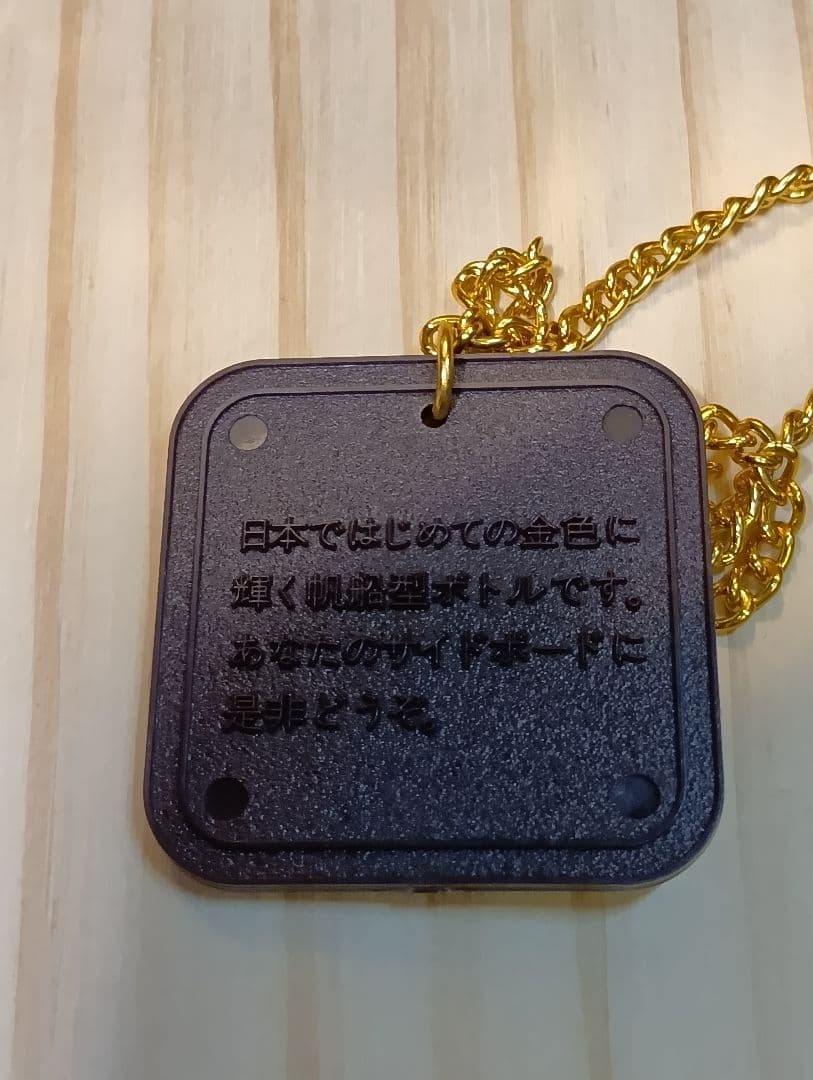 日本ではじめての金色に
輝く帆船型ボトルです。
あなたのサイドボードに
是非どうぞ。